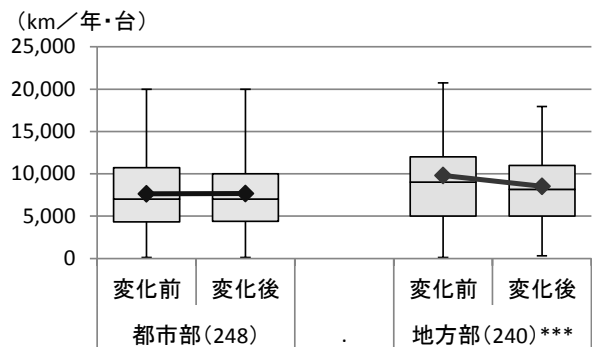 （km／年・台）
25,000
20,000
15,000
10,000
5,000
0
変化前 変化後 変化前 変化後
都市部（248） . 地方部（240）***